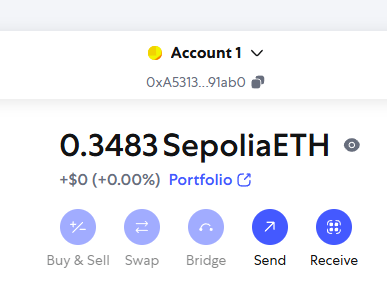 Account 1
0xA5313...91ab0
0.3483 SepoliaETH
+$0 (+0.00%) Portfolio
Buy & Sell Swap Bridge Send Receive